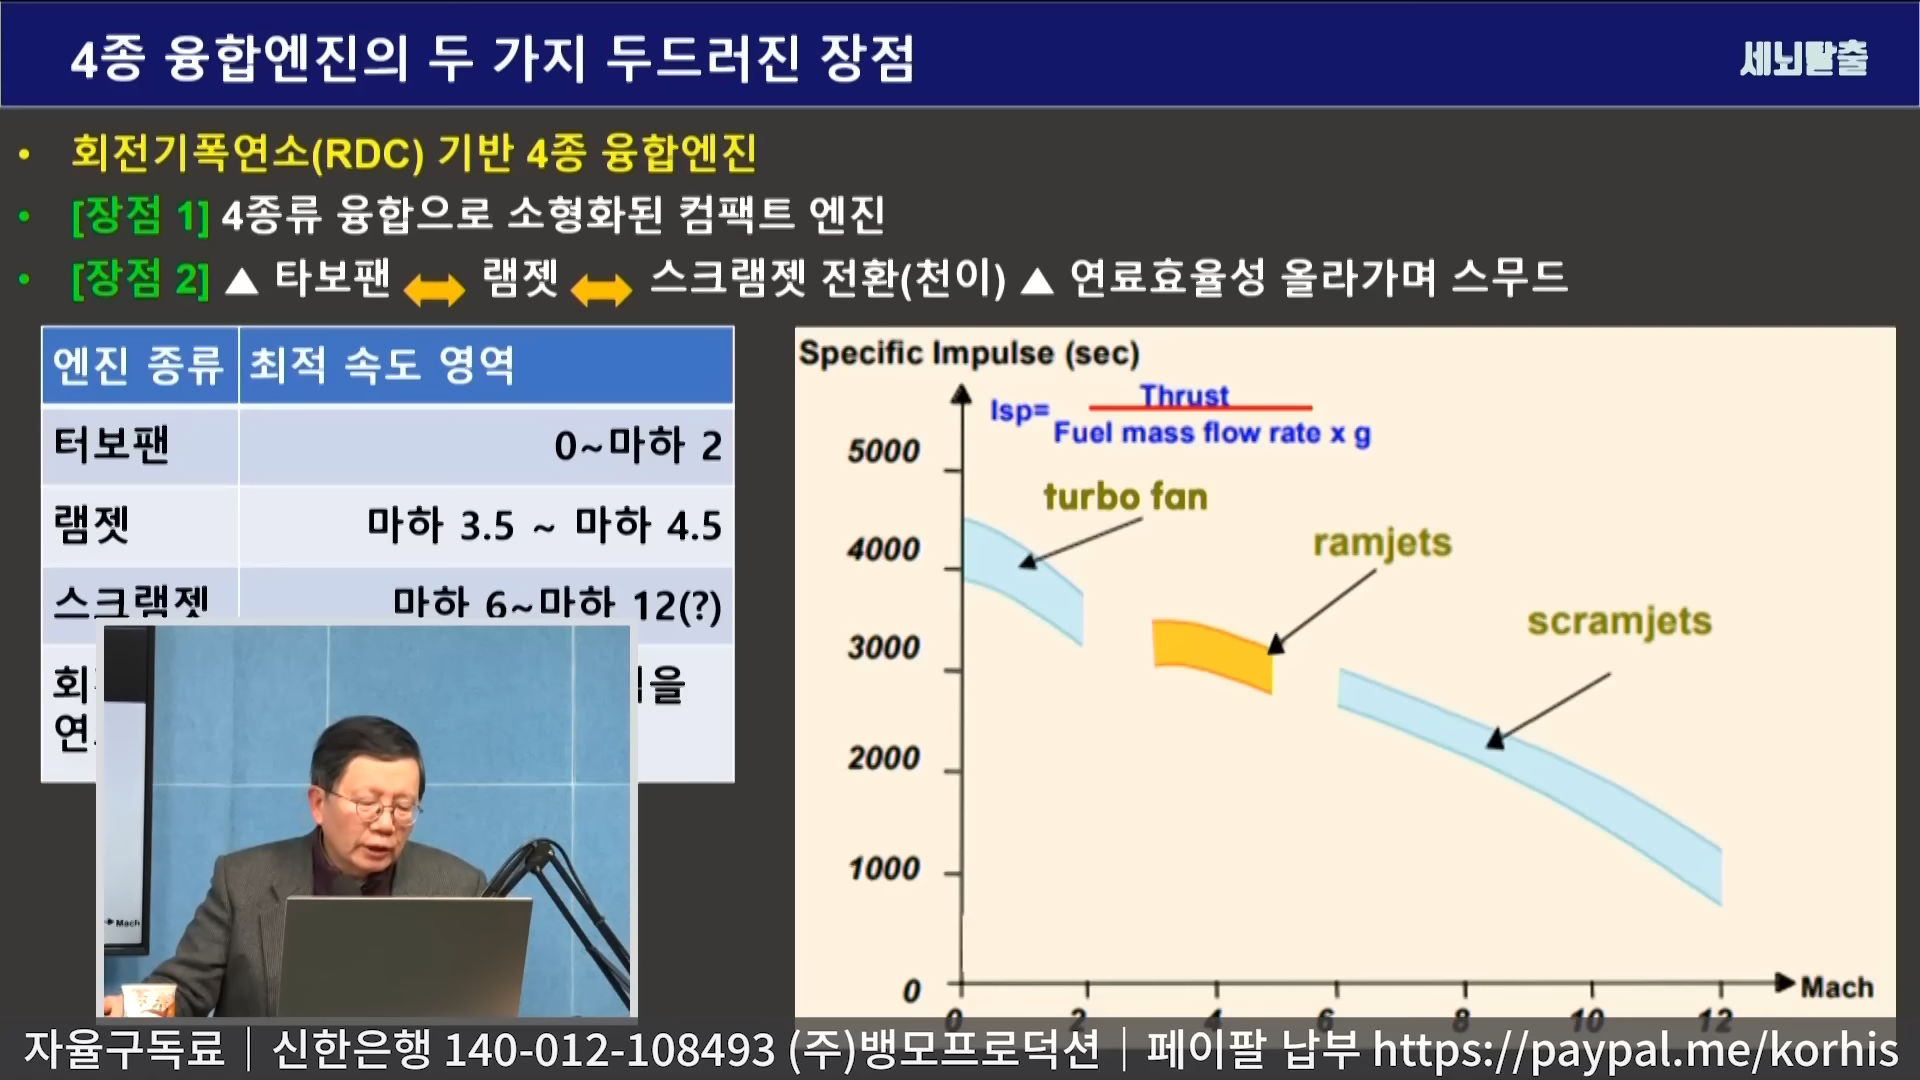 4종 융합엔진의 두 가지 두드러진 장점
세뇌탈출
• 회전기폭연소(RDC) 기반 4종 융합엔진
• [장점 1] 4종류 융합으로 소형화된 컴팩트 엔진
• [장점 2] ▲ 타보팬 램젯 스크램젯 전환(천이) ▲ 연료효율성 올라가며 스무드
엔진 종류 최적 속도 영역
터보팬 0~마하 2
램젯 마하 3.5 ~ 마하 4.5
스크램젯 마하 6~마하 12(?)
Specific Impulse (sec)
Isp= Thrust
Fuel mass flow rate x g
5000
4000
3000
2000
1000
0
turbo fan
ramjets
scramjets
0 2 4 6 8 10 12
Mach
Mach
자율구독료│신한은행 140-012-108493 (주)뱅모프로덕션│페이팔 납부 https://paypal.me/korhis